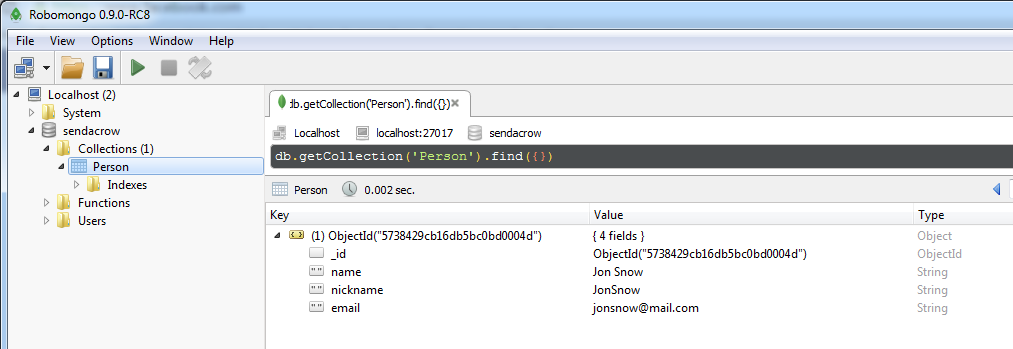 Robomongo 0.9.0-RC8
File View Options Window Help
Localhost (2)
System
sendacrow
Collections (1)
Person
Indexes
Functions
Users
db.getCollection('Person').find({})
Localhost localhost:27017 sendacrow
db.getCollection('Person').find({})
Person 0.002 sec.
Key Value Type
(1) ObjectId("5738429cb16db5bc0bd0004d") { 4 fields } Object
_id ObjectId("5738429cb16db5bc0bd0004d") ObjectId
name Jon Snow String
nickname JonSnow String
email jonsnow@mail.com String